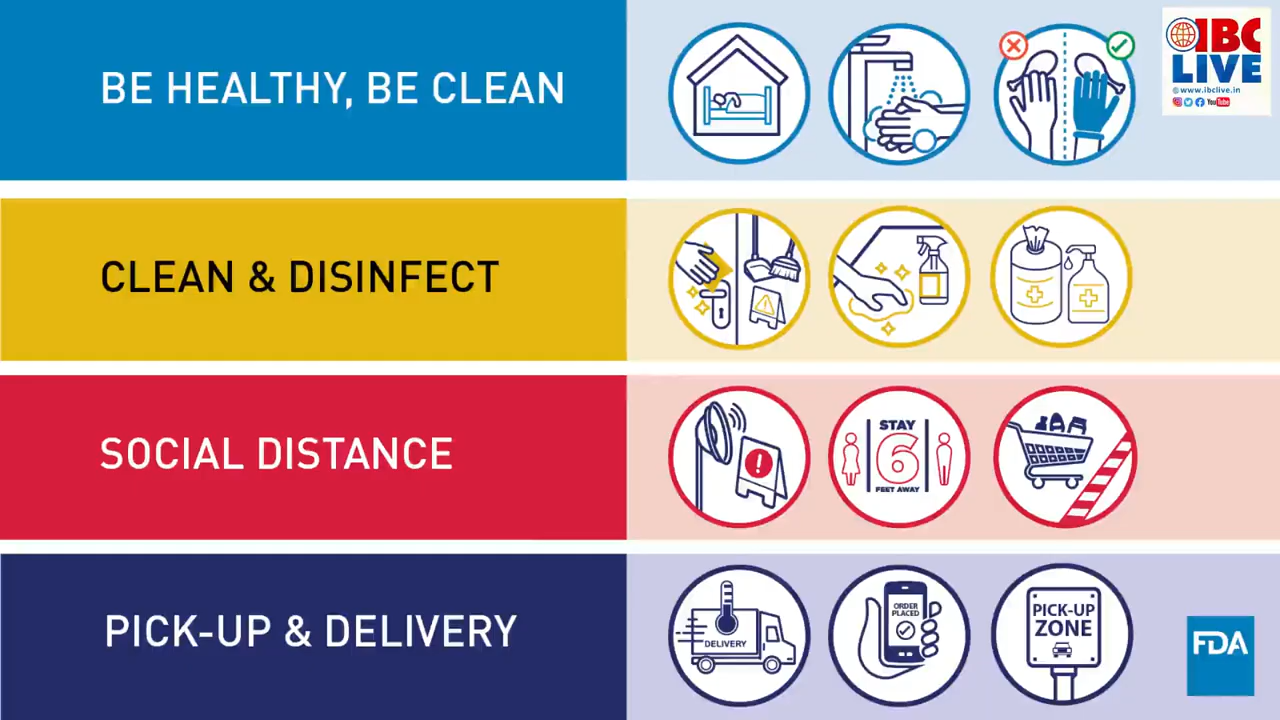 BE HEALTHY, BE CLEAN
IBC
LIVE
www.ibclive.in
YouTube
CLEAN & DISINFECT
SOCIAL DISTANCE
STAY
6
FEET AWAY
PICK-UP & DELIVERY
DELIVERY
ORDER
PLACED
PICK-UP
ZONE
FDA